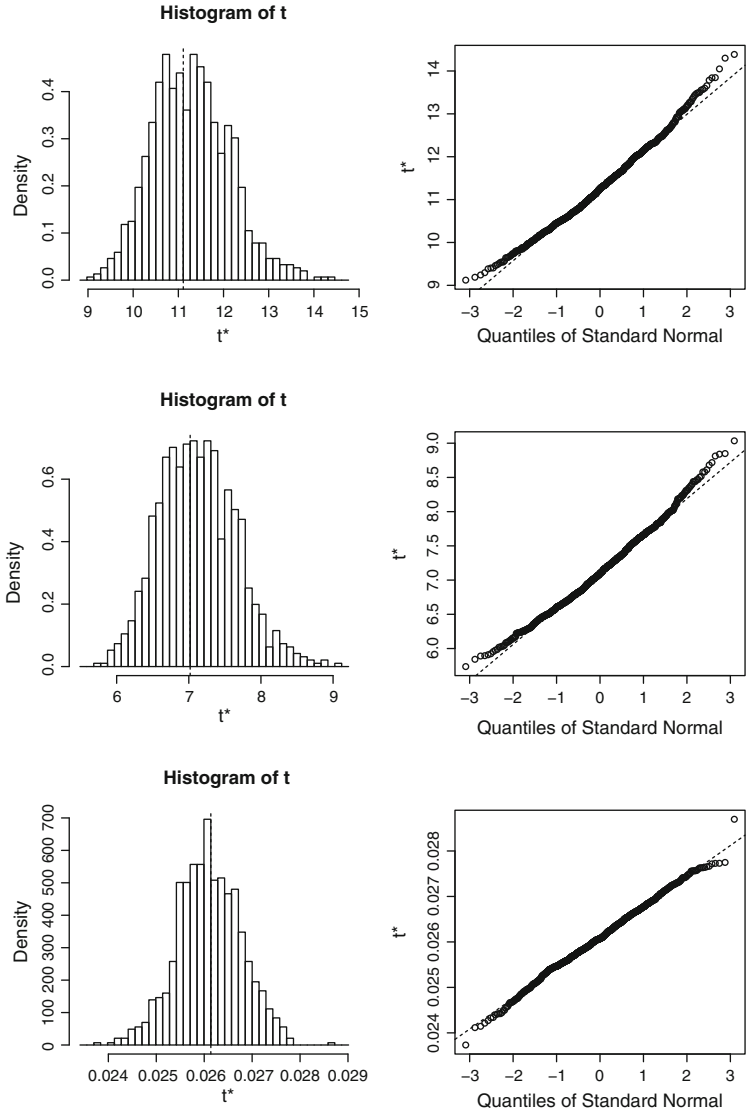 Histogram of t
Density
0.0 0.1 0.2 0.3 0.4
9 10 11 12 13 14 15
t*
t*
9 10 11 12 13 14
−3 −2 −1 0 1 2 3
Quantiles of Standard Normal
Histogram of t
Density
0.0 0.2 0.4 0.6
6 7 8 9
t*
t*
6.0 6.5 7.0 7.5 8.0 8.5 9.0
−3 −2 −1 0 1 2 3
Quantiles of Standard Normal
Histogram of t
Density
0 100 200 300 400 500 600 700
0.024 0.025 0.026 0.027 0.028 0.029
t*
t*
0.024 0.025 0.026 0.027 0.028
−3 −2 −1 0 1 2 3
Quantiles of Standard Normal